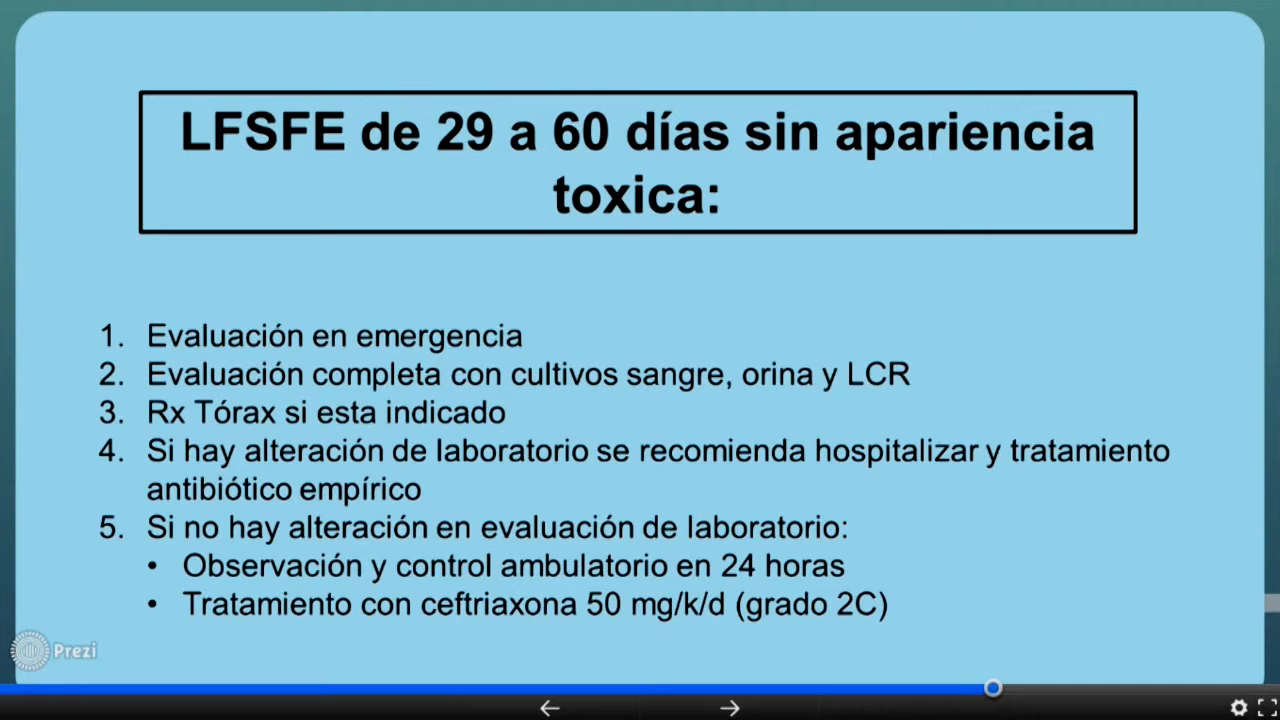 LFSFE de 29 a 60 días sin apariencia
toxica:
1. Evaluación en emergencia
2. Evaluación completa con cultivos sangre, orina y LCR
3. Rx Tórax si esta indicado
4. Si hay alteración de laboratorio se recomienda hospitalizar y tratamiento
antibiótico empírico
5. Si no hay alteración en evaluación de laboratorio:
• Observación y control ambulatorio en 24 horas
• Tratamiento con ceftriaxona 50 mg/k/d (grado 2C)
Prezi